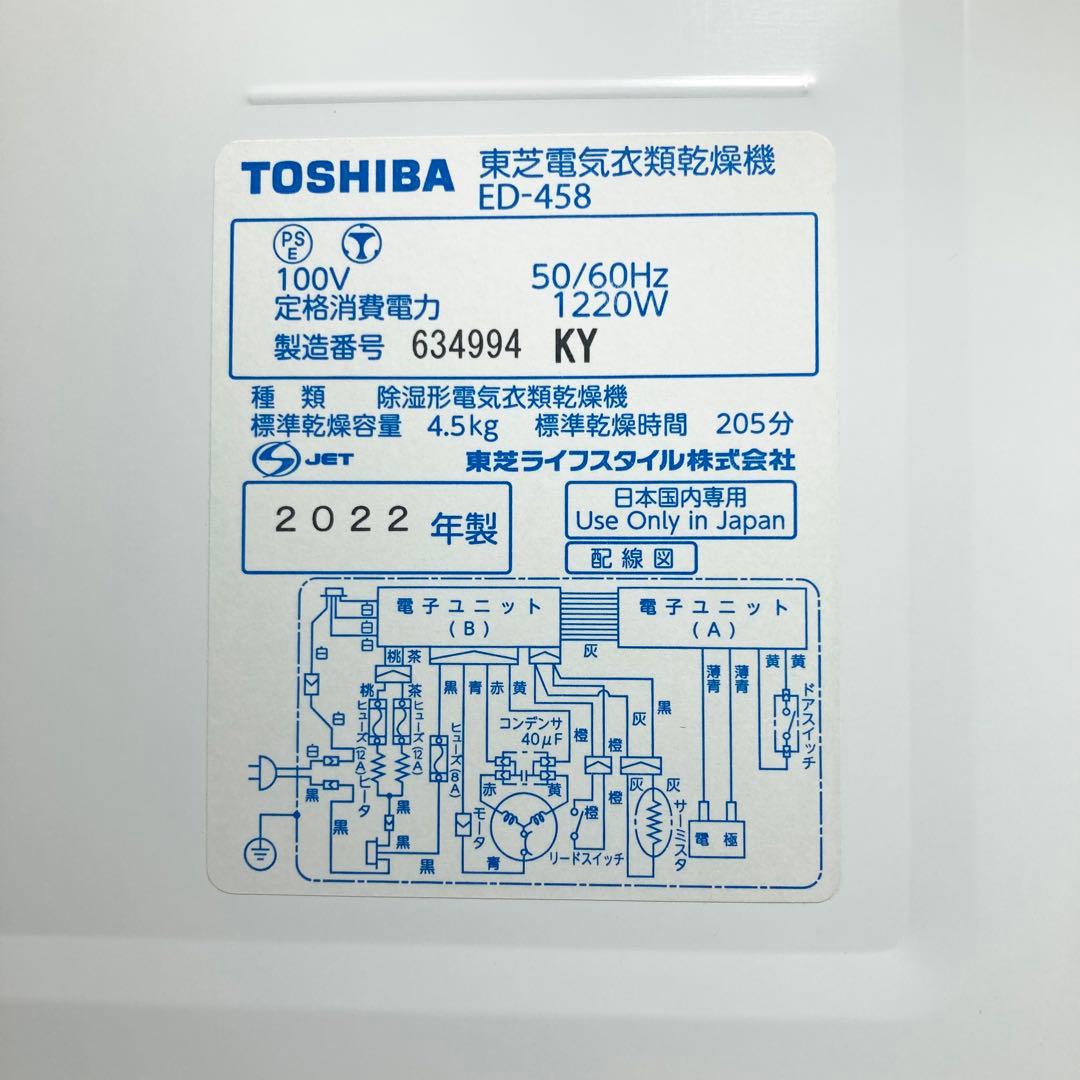 TOSHIBA 東芝電気衣類乾燥機
ED-458
PS E
100V 50/60Hz
定格消費電力 1220W
製造番号 634994 KY
種 類 除湿形電気衣類乾燥機
標準乾燥容量 4.5kg 標準乾燥時間 205分
S JET 東芝ライフスタイル株式会社
2022 年製
日本国内専用
Use Only in Japan
配線図
電子ユニット
(B)
電子ユニット
(A)
白
白
白
白
桃 茶
灰
黄 黄
薄青
薄青
黒 青 赤 黄
桃
茶
ヒューズ(12A)
ヒューズ(12A)
ヒータ
ヒューズ(8A)
コンデンサ
40μF
橙
橙
灰
黒
ドアスイッチ
白
白
黒
黒
黒
黒
黒
赤 黄
橙
橙
灰
灰
モータ
青
リードスイッチ
サーミスタ
電極